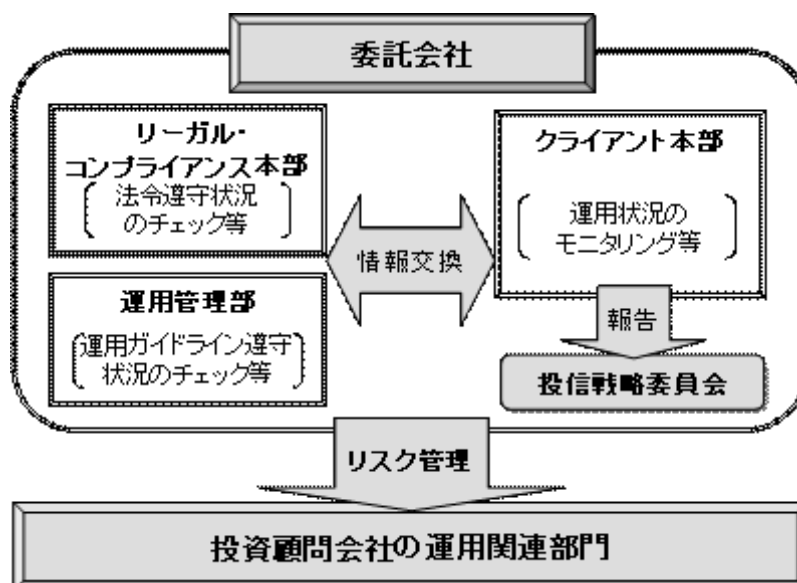 委託会社
リーガル・
コンプライアンス本部
法令遵守状況
のチェック等
クライアント本部
運用状況の
モニタリング等
情報交換
運用管理部
運用ガイドライン遵守
状況のチェック等
報告
投信戦略委員会
リスク管理
投資顧問会社の運用関連部門